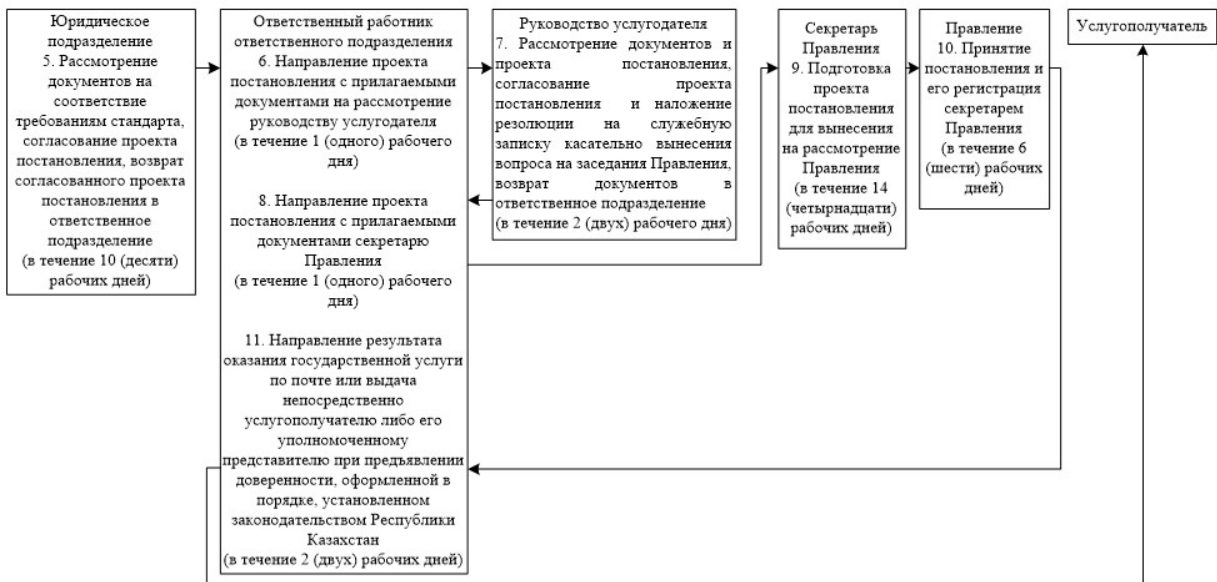 Юридическое
подразделение
5. Рассмотрение
документов на
соответствие
требованиям стандарта,
согласование проекта
постановления, возврат
согласованного проекта
постановления в
ответственное
подразделение
(в течение 10 (десяти)
рабочих дней)
Ответственный работник
ответственного подразделения
6. Направление проекта
постановления с прилагаемыми
документами на рассмотрение
руководству услугодателя
(в течение 1 (одного) рабочего
дня)
8. Направление проекта
постановления с прилагаемыми
документами секретарю
Правления
(в течение 1 (одного) рабочего
дня)
11. Направление результата
оказания государственной услуги
по почте или выдача
непосредственно
услугополучателю либо его
уполномоченному
представителю при предъявлении
доверенности, оформленной в
порядке, установленном
законодательством Республики
Казахстан
(в течение 2 (двух) рабочих дней)
Руководство услугодателя
7. Рассмотрение документов и
проекта постановления,
согласование проекта
постановления и наложение
резолюции на служебную
записку касательно вынесения
вопроса на заседания Правления,
возврат документов в
ответственное подразделение
(в течение 2 (двух) рабочего дня)
Секретарь
Правления
9. Подготовка
проекта
постановления
для вынесения
на рассмотрение
Правления
(в течение 14
(четырнадцати)
рабочих дней)
Правление
10. Принятие
постановления и
его регистрация
секретарем
Правления
(в течение 6
(шести) рабочих
дней)
Услугополучатель